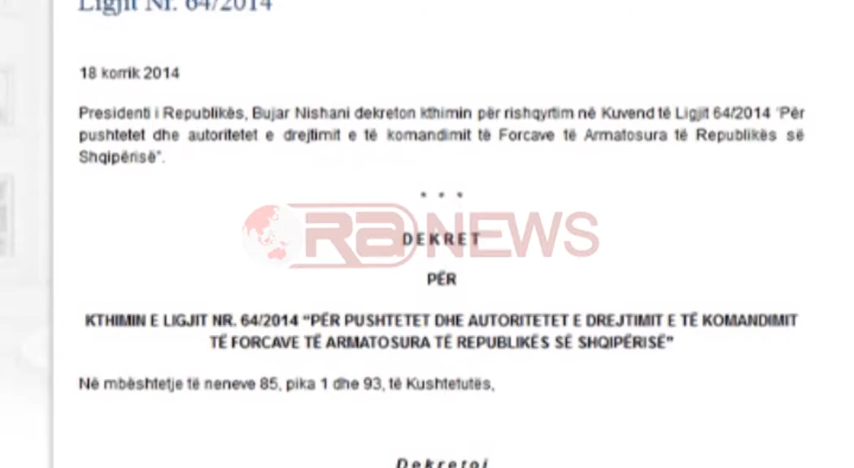 Ligjit Nr. 64/2014
18 korrik 2014
Presidenti i Republikës, Bujar Nishani dekreton kthimin për rishqyrtim në Kuvend të Ligjit 64/2014 “Për
pushtetet dhe autoritetet e drejtimit e të komandimit të Forcave të Armatosura të Republikës së
Shqipërisë”.
* * *
RA NEWS
DEKRET
PËR
KTHIMIN E LIGJIT NR. 64/2014 “PËR PUSHTETET DHE AUTORITETET E DREJTIMIT E TË KOMANDIMIT
TË FORCAVE TË ARMATOSURA TË REPUBLIKËS SË SHQIPËRISË”
Në mbështetje të neneve 85, pika 1 dhe 93, të Kushtetutës,
Dekretoj